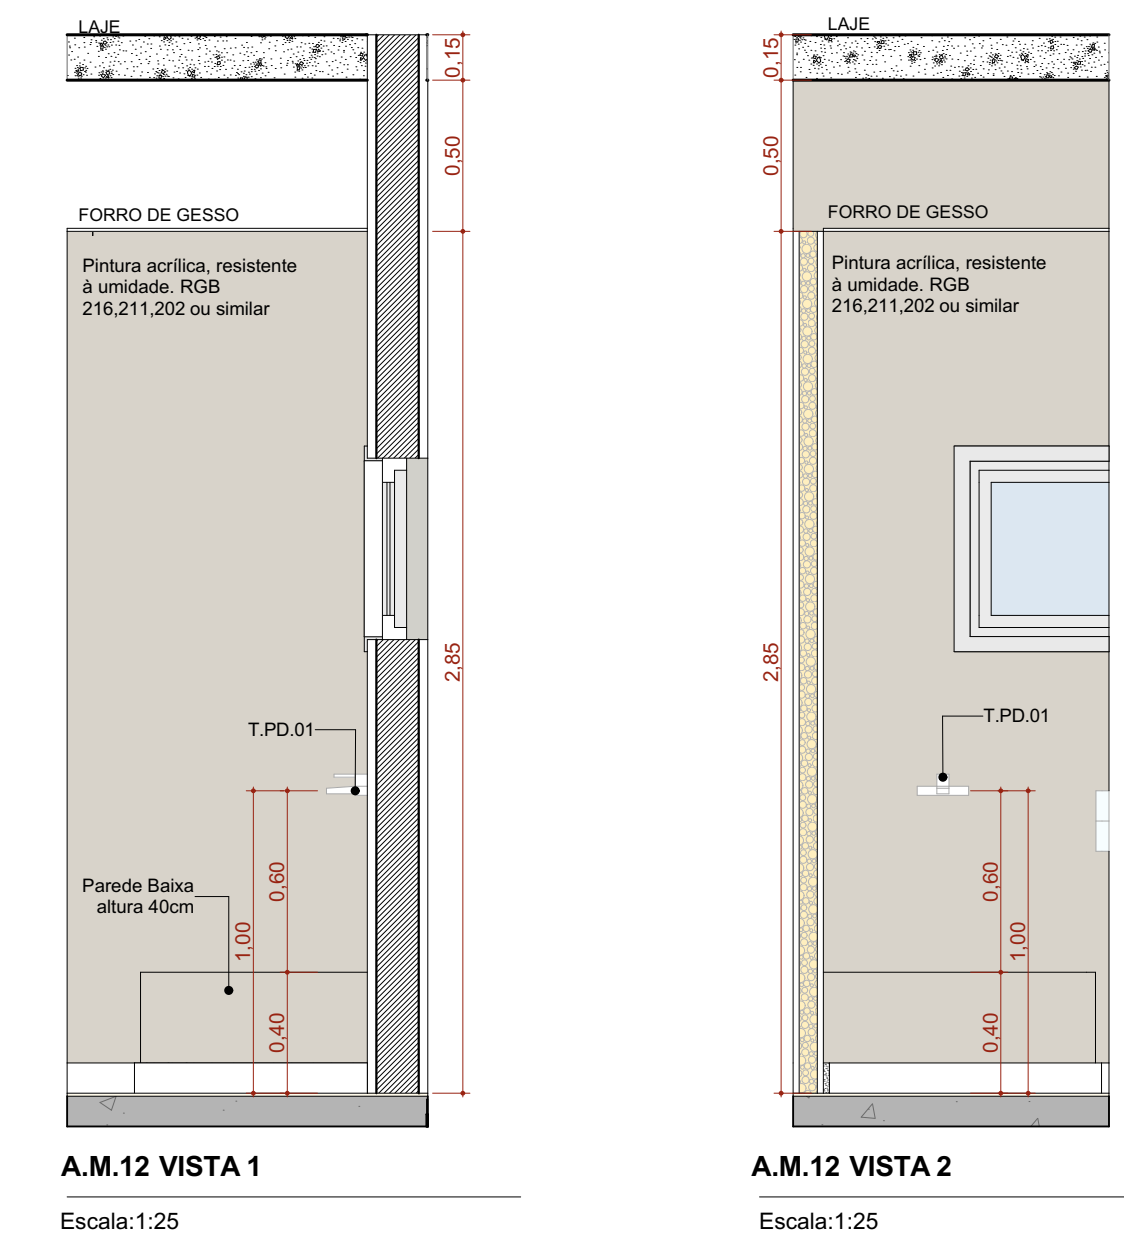 LAJE
0,15
0,50
FORRO DE GESSO
Pintura acrílica, resistente
à umidade. RGB
216,211,202 ou similar
2,85
T.PD.01
0,60
Parede Baixa
altura 40cm
1,00
0,40
A.M.12 VISTA 1
Escala:1:25
LAJE
0,15
0,50
FORRO DE GESSO
Pintura acrílica, resistente
à umidade. RGB
216,211,202 ou similar
2,85
T.PD.01
0,60
1,00
0,40
A.M.12 VISTA 2
Escala:1:25